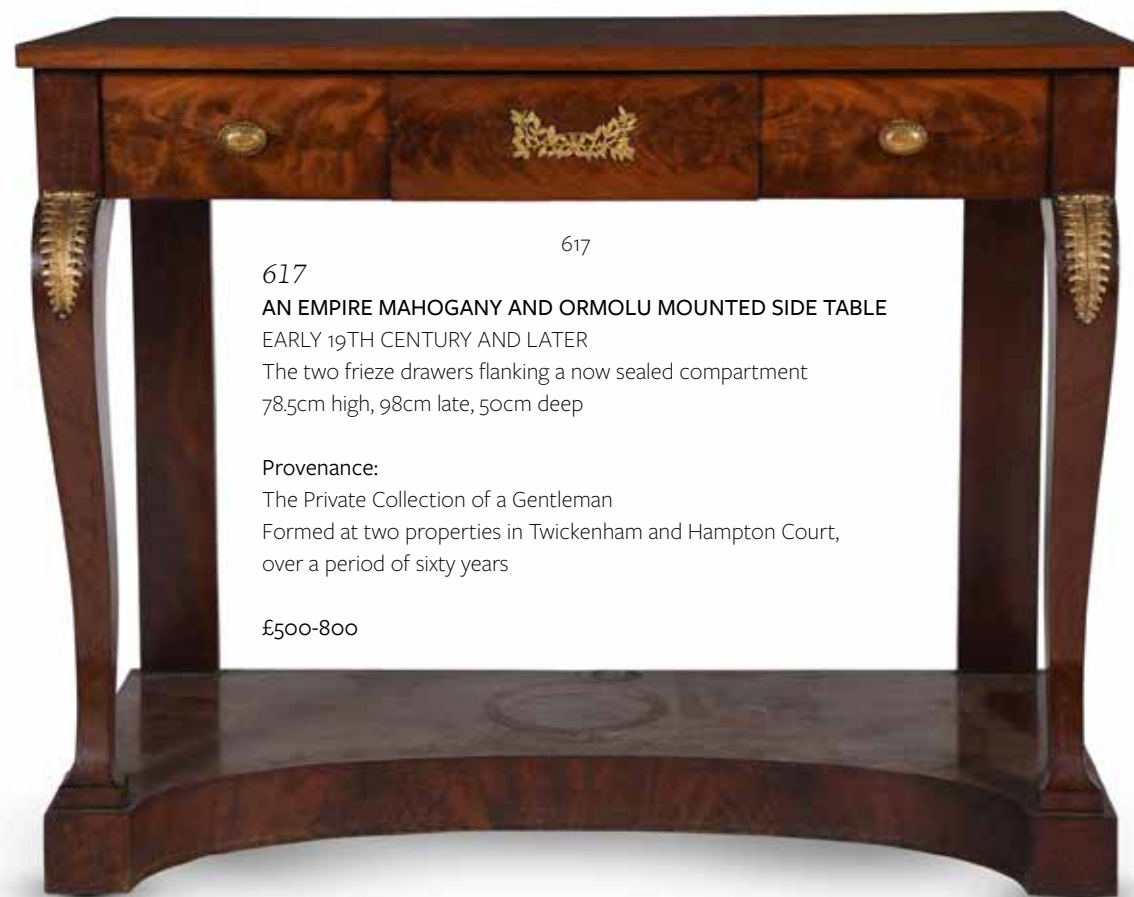 617
617
AN EMPIRE MAHOGANY AND ORMOLU MOUNTED SIDE TABLE
EARLY 19TH CENTURY AND LATER
The two frieze drawers flanking a now sealed compartment
78.5cm high, 98cm late, 50cm deep
Provenance:
The Private Collection of a Gentleman
Formed at two properties in Twickenham and Hampton Court,
over a period of sixty years
£500-800